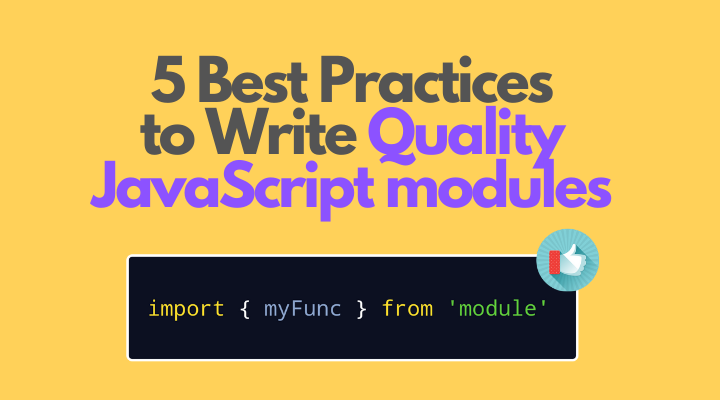 5 Best Practices
to Write Quality
JavaScript modules
import { myFunc } from 'module'